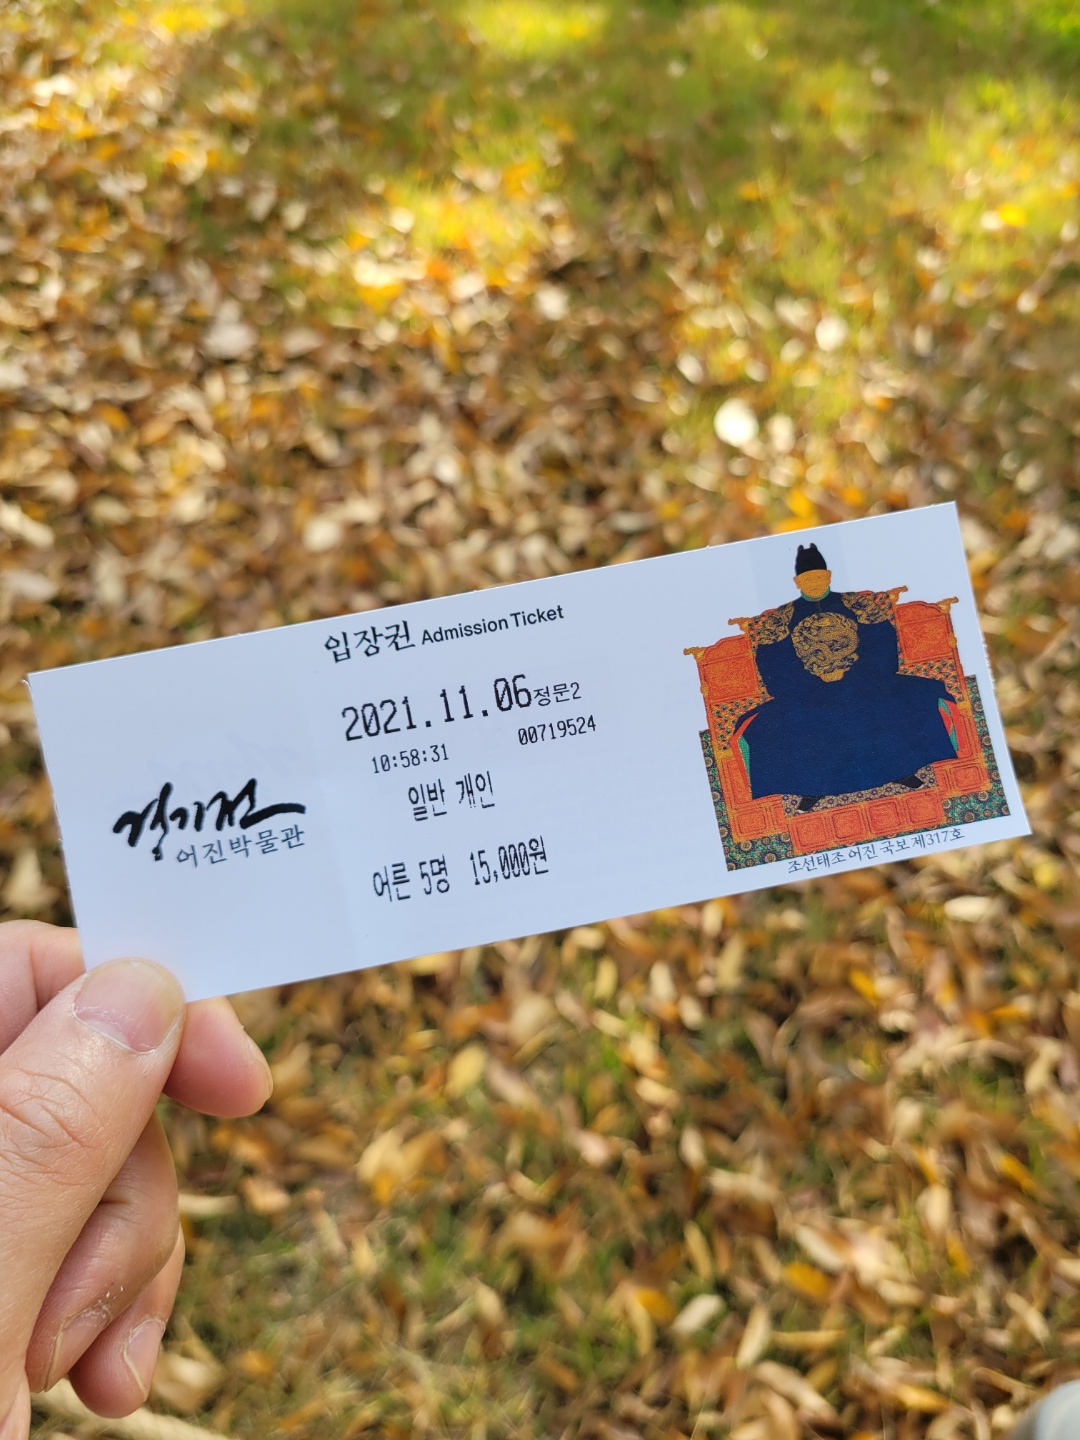 입장권 Admission Ticket
2021.11.06정문2
10:58:31 00719524
일반 개인
어른 5명 15,000원
경기전
어진박물관
조선태조 어진 국보 제317호